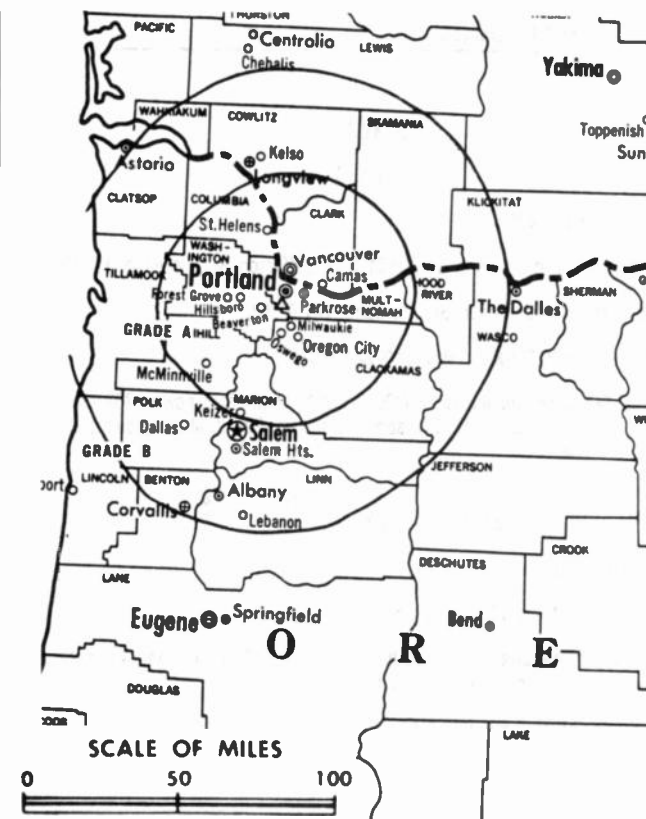 THURSTON
PACIFIC
Centralia
LEWIS
Chehalis
Yakima
WAHKIAKUM
COWLITZ
SKAMANIA
Toppenish
Sun
Astoria
Kelso
Longview
CLATSOP
COLUMBIA
CLARK
KLICKITAT
St. Helens
WASH-
INGTON
Vancouver
TILLAMOOK
Portland
Camas
HOOD
RIVER
SHERMAN
Forest Grove
Hillsboro
Parkrose
MULT-
NOMAH
The Dalles
Beaverton
Milwaukie
GRADE A
IHILL
Oswego
Oregon City
WASCO
McMinnville
CLACKAMAS
POLK
MARION
Keizer
Dallas
Salem
GRADE B
Salem Hts.
LINCOLN
BENTON
LINN
JEFFERSON
port
Albany
Corvallis
Lebanon
CROOK
DESCHUTES
LANE
Eugene
Springfield
Bend
O R E
DOUGLAS
LAKE
SCALE OF MILES
0 50 100